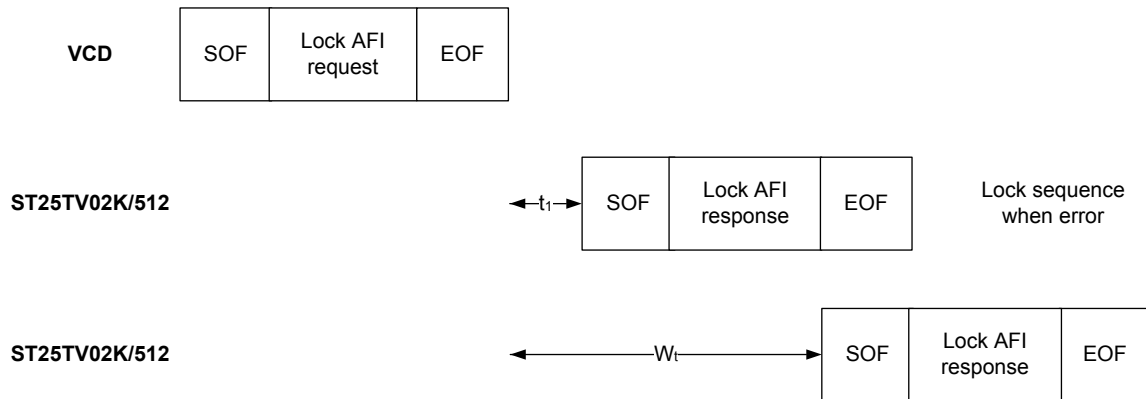 VCD
SOF
Lock AFI
request
EOF
ST25TV02K/512
t1
SOF
Lock AFI
response
EOF
Lock sequence
when error
ST25TV02K/512
Wt
SOF
Lock AFI
response
EOF